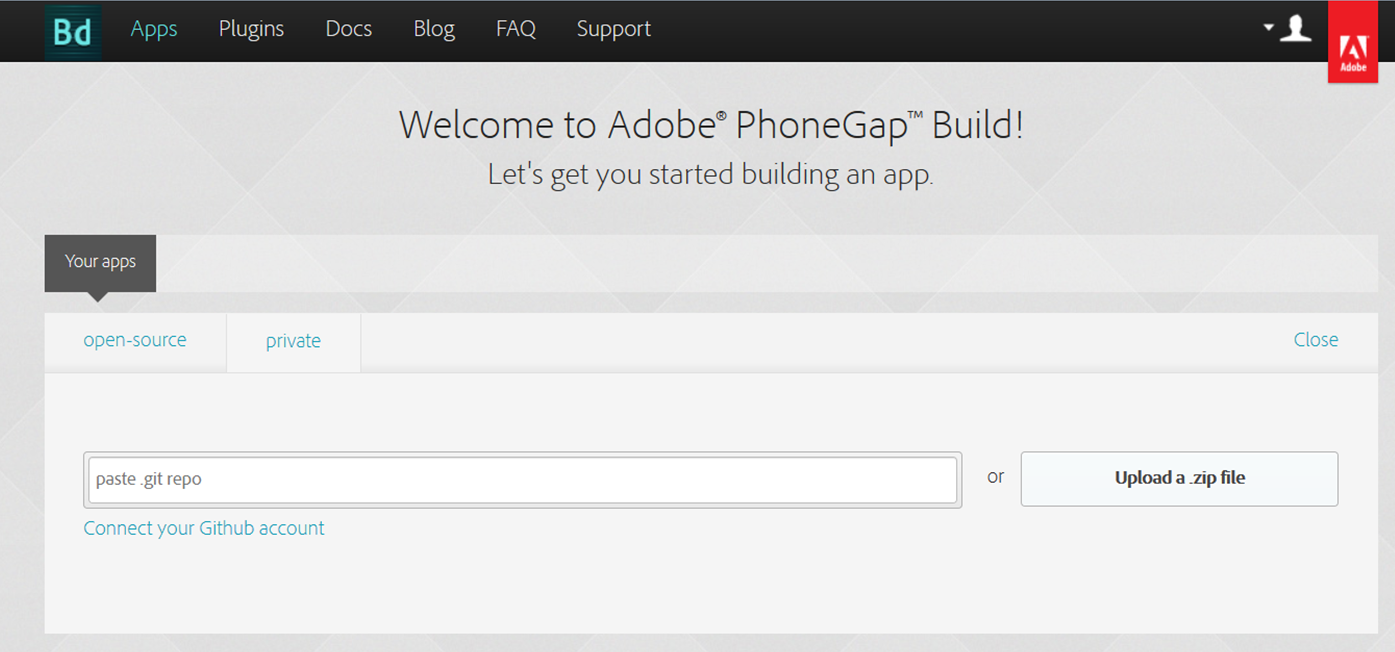 Bd Apps Plugins Docs Blog FAQ Support
Adobe
Welcome to Adobe® PhoneGap™ Build!
Let's get you started building an app.
Your apps
open-source private Close
paste .git repo or Upload a .zip file
Connect your Github account